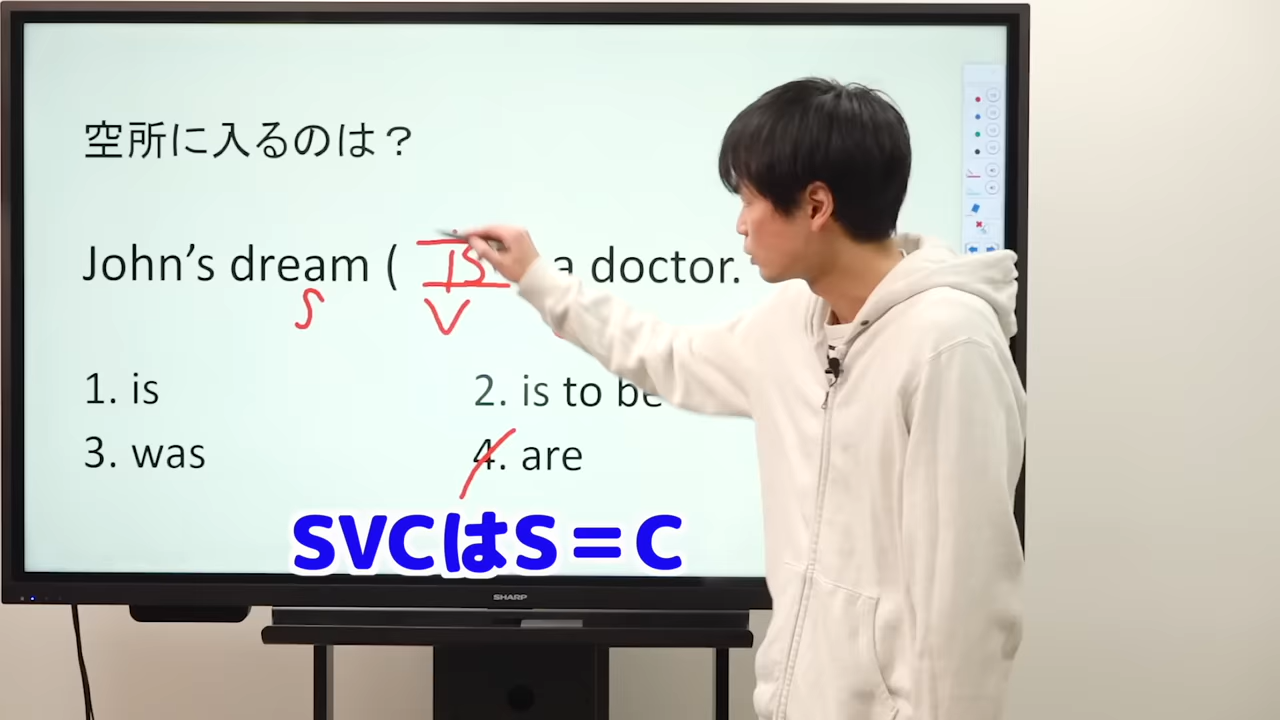 空所に入るのは？
John's dream ( is a doctor.
S V
1. is 2. is to be
3. was 4. are
SVCはS=C
SHARP